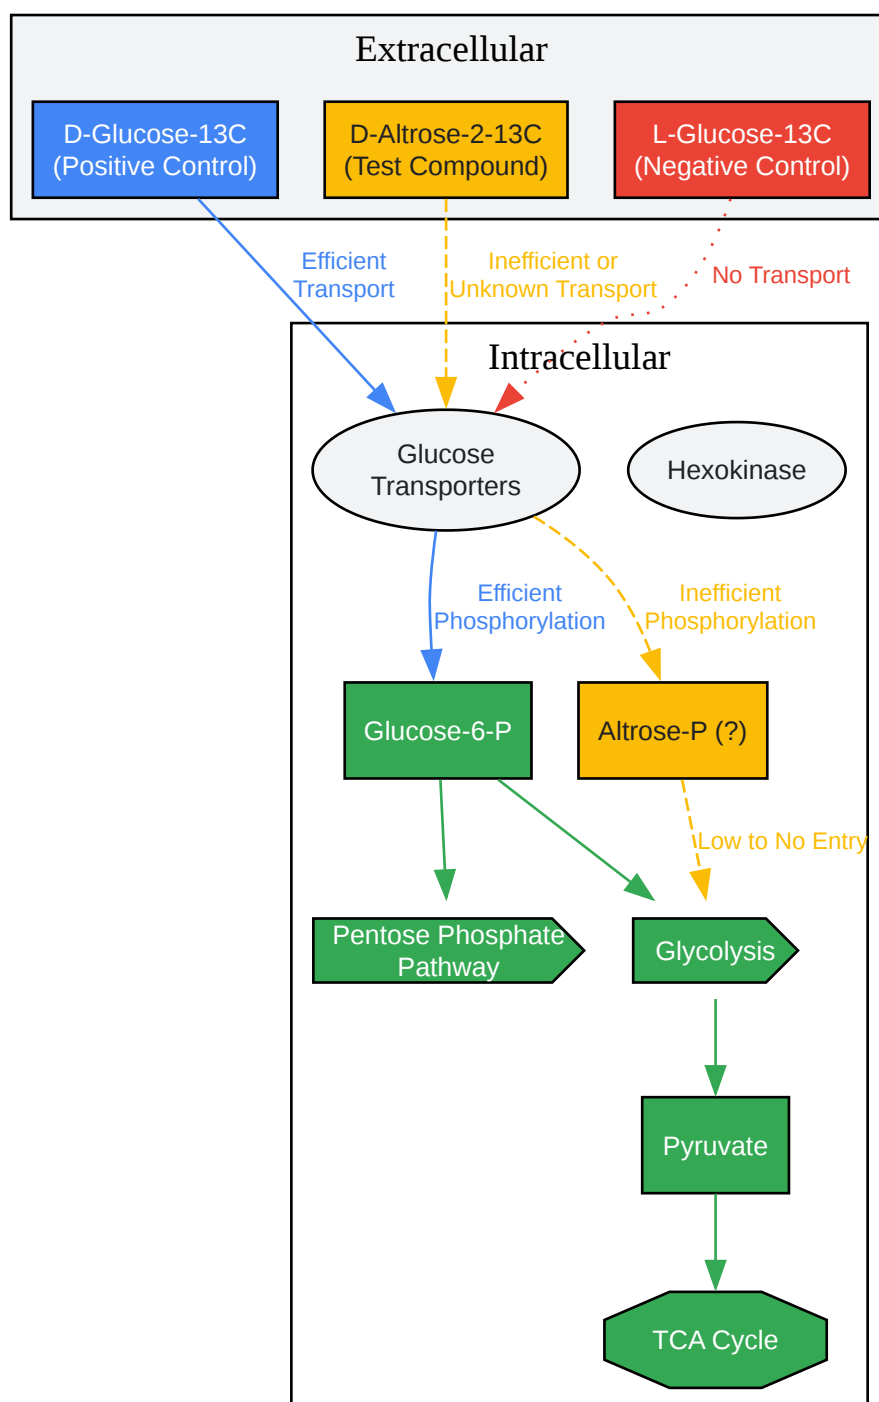 Extracellular
D-Glucose-13C
(Positive Control)
D-Altrose-2-13C
(Test Compound)
L-Glucose-13C
(Negative Control)
Efficient
Transport
Inefficient or
Unknown Transport
No Transport
Intracellular
Glucose
Transporters
Hexokinase
Efficient
Phosphorylation
Inefficient
Phosphorylation
Glucose-6-P
Altrose-P (?)
Low to No Entry
Pentose Phosphate
Pathway
Glycolysis
Pyruvate
TCA Cycle